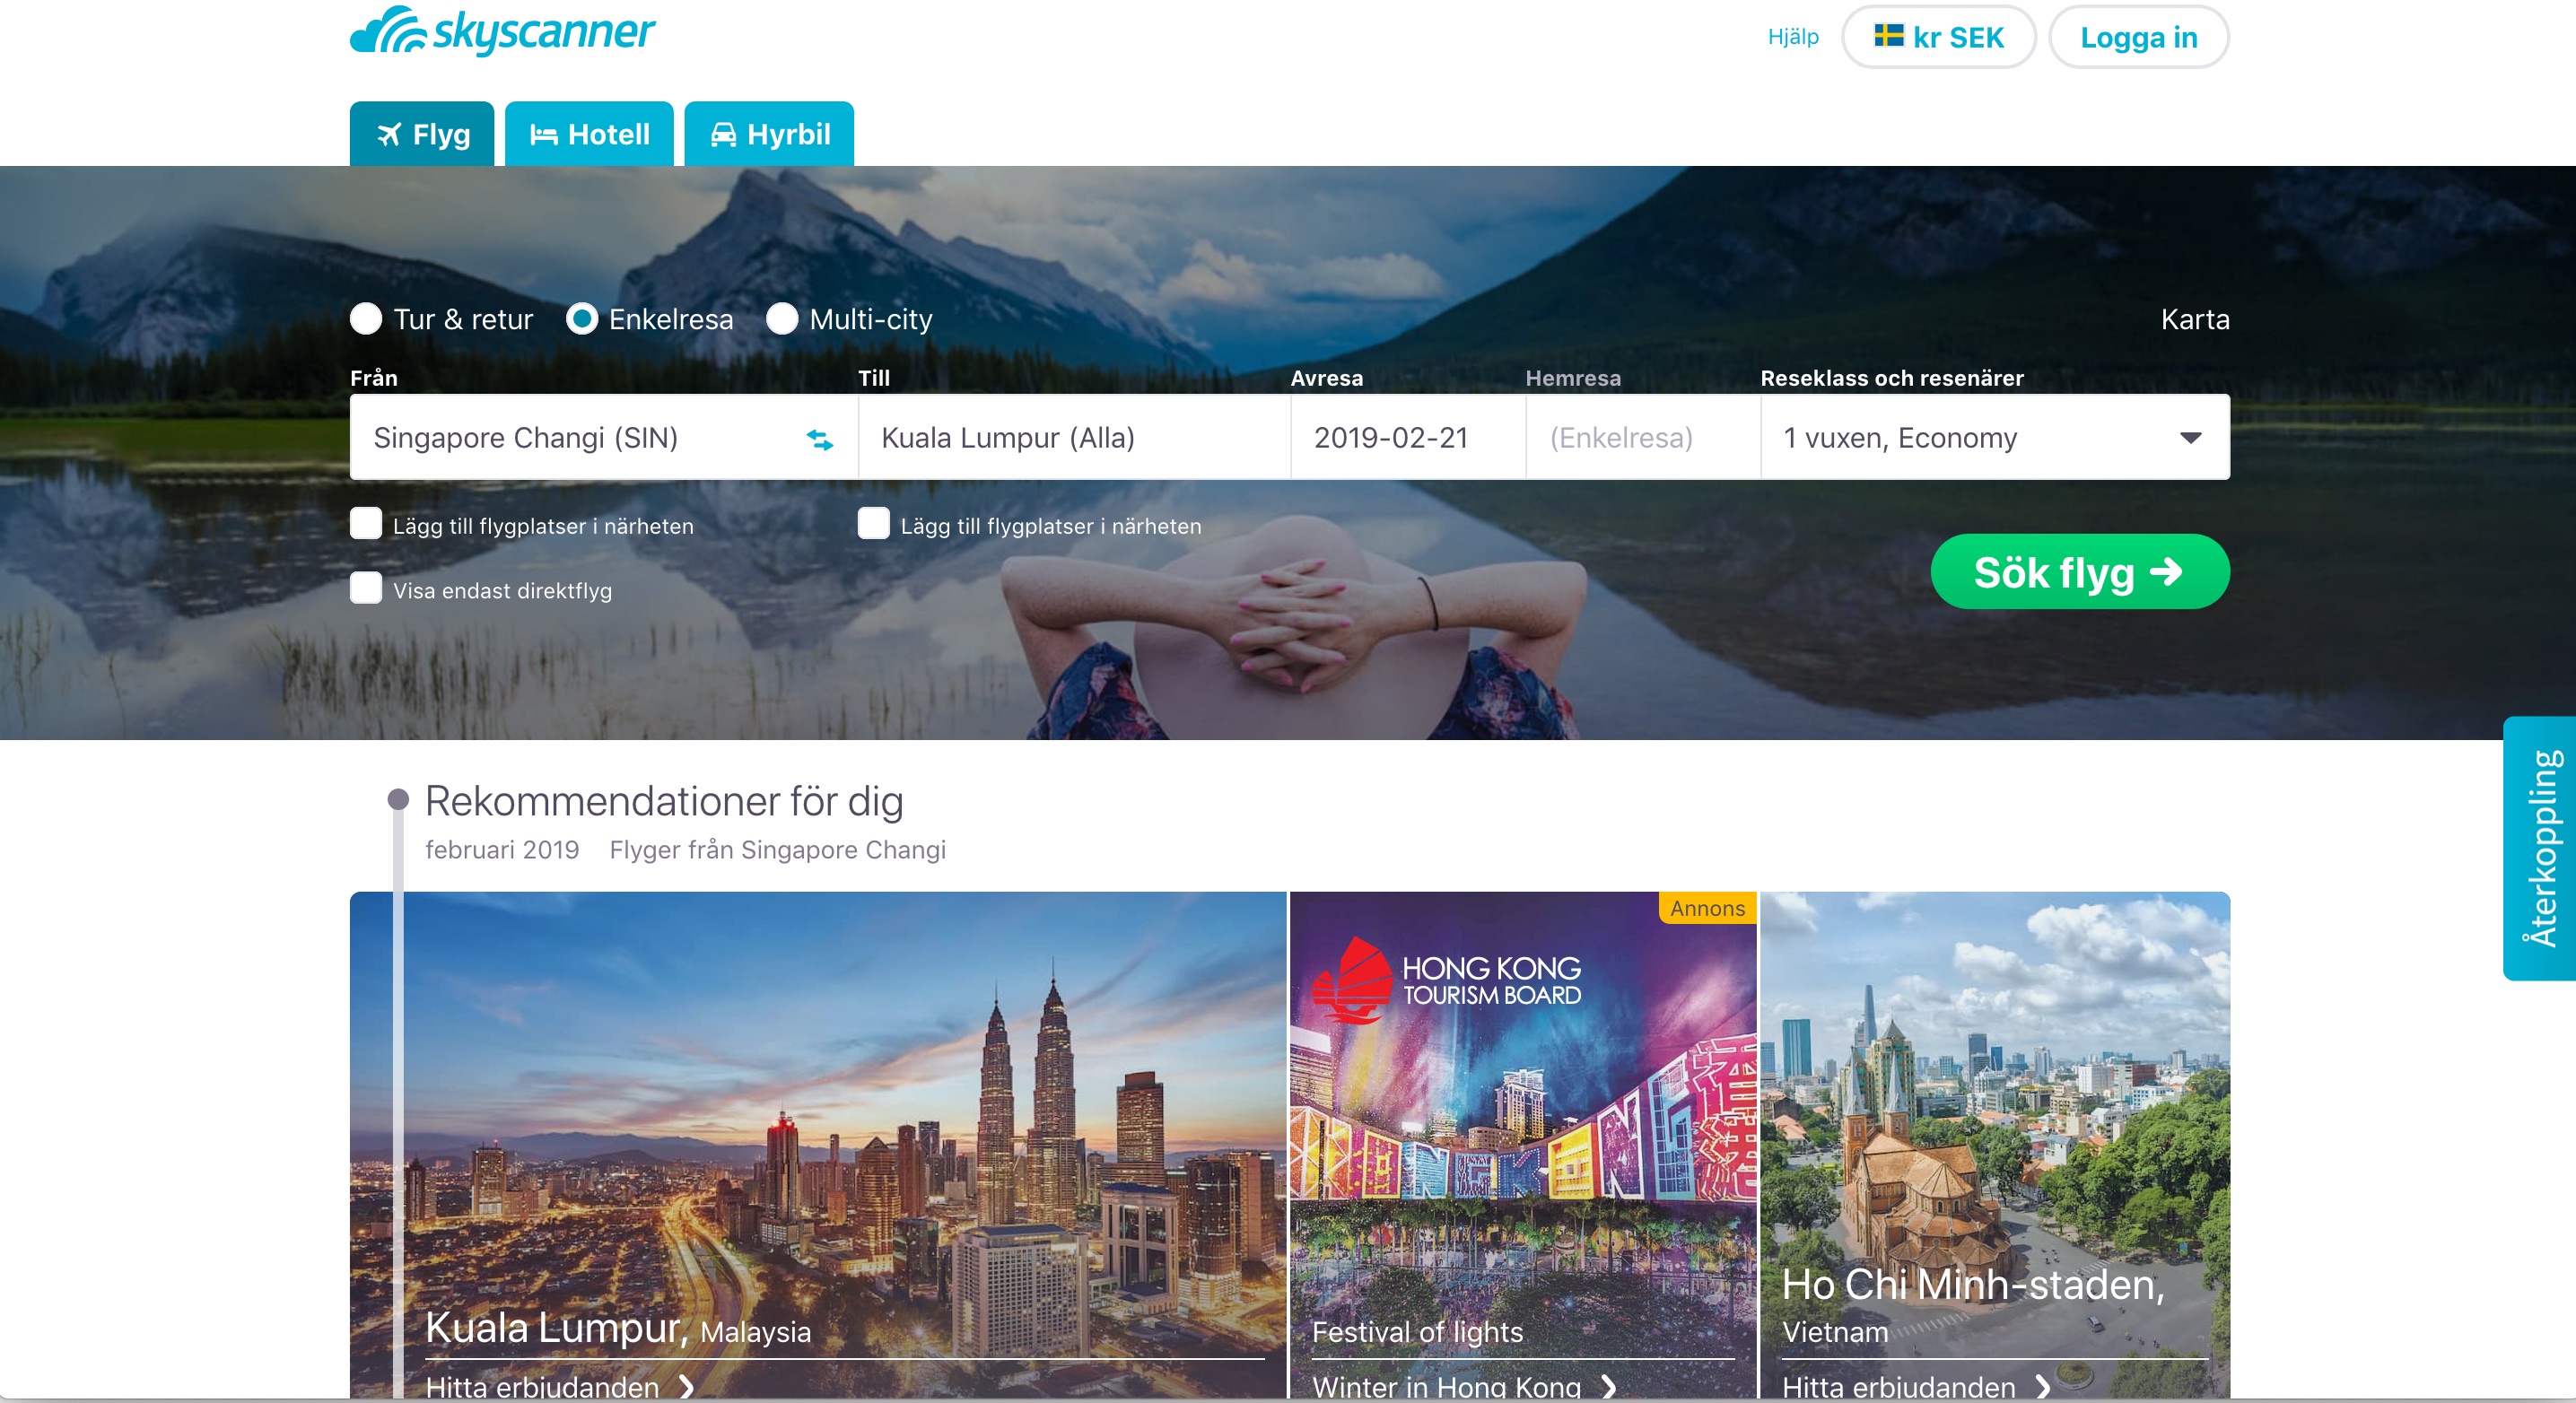 skyscanner
Hjälp
kr SEK
Logga in
Flyg
Hotell
Hyrbil
Tur & retur
Enkelresa
Multi-city
Karta
Från
Till
Avresa
Hemresa
Reseklass och resenärer
Singapore Changi (SIN)
Kuala Lumpur (Alla)
2019-02-21
(Enkelresa)
1 vuxen, Economy
Lägg till flygplatser i närheten
Lägg till flygplatser i närheten
Visa endast direktflyg
Sök flyg
Återkoppling
Rekommendationer för dig
februari 2019 Flyger från Singapore Changi
Kuala Lumpur, Malaysia
Hitta erbjudanden
Annons
HONG KONG
TOURISM BOARD
Festival of lights
Winter in Hong Kong
Ho Chi Minh-staden,
Vietnam
Hitta erbjudanden